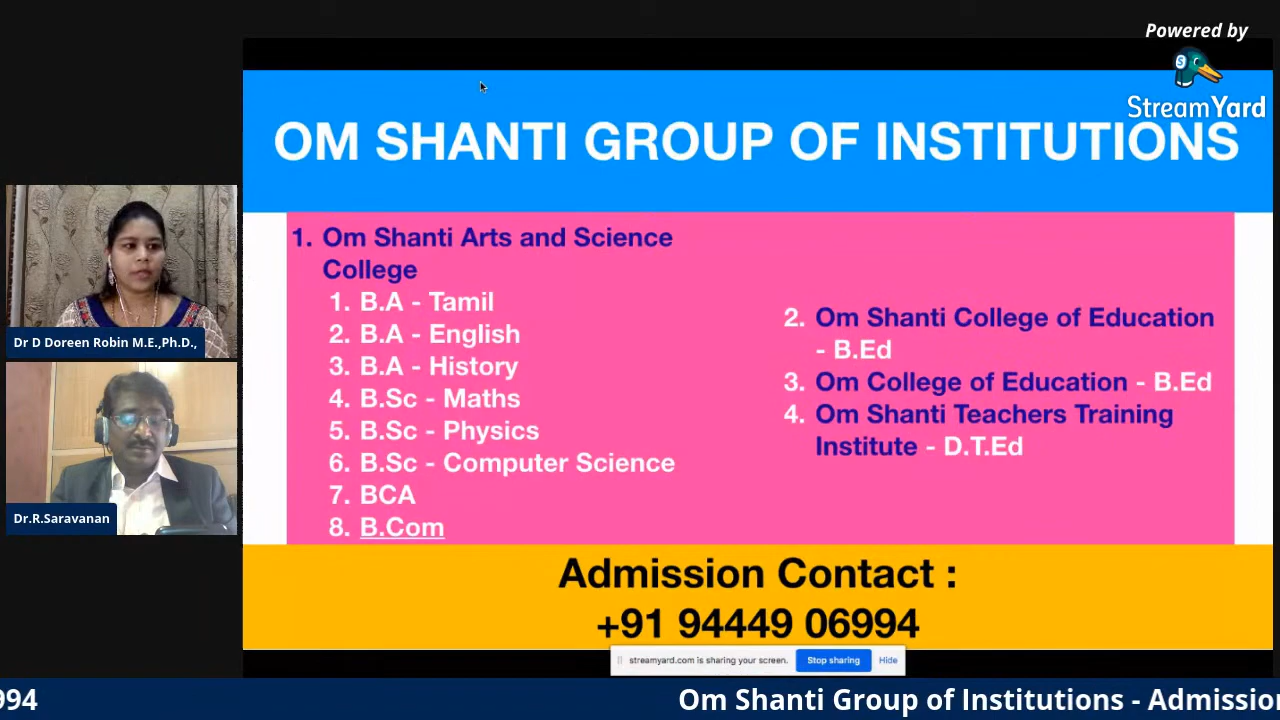 Powered by
StreamYard
OM SHANTI GROUP OF INSTITUTIONS
1. Om Shanti Arts and Science
College
1. B.A - Tamil
2. B.A - English
3. B.A - History
4. B.Sc - Maths
5. B.Sc - Physics
6. B.Sc - Computer Science
7. BCA
8. B.Com
2. Om Shanti College of Education
- B.Ed
3. Om College of Education - B.Ed
4. Om Shanti Teachers Training
Institute - D.T.Ed
Dr D Doreen Robin M.E.,Ph.D.,
Dr.R.Saravanan
Admission Contact :
+91 94449 06994
streamyard.com is sharing your screen. Stop sharing Hide
994 Om Shanti Group of Institutions - Admission